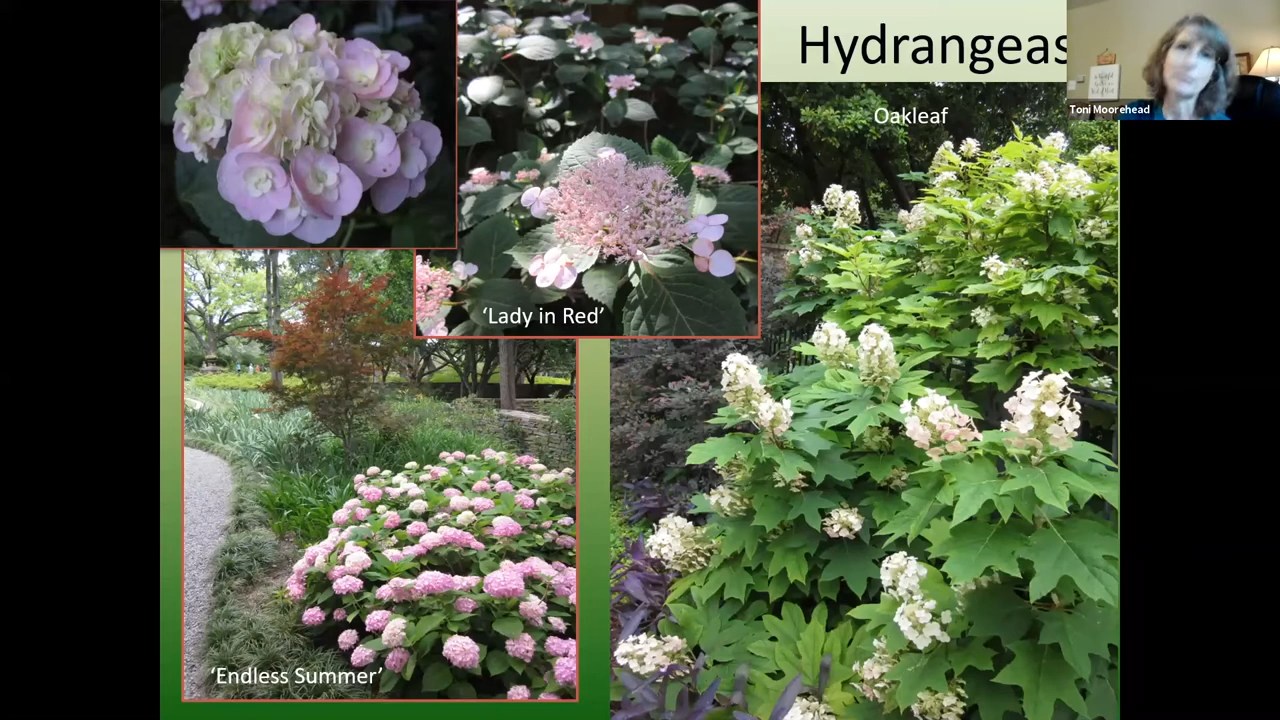 Hydrangeas
Toni Moorehead
Oakleaf
'Lady in Red'
'Endless Summer'